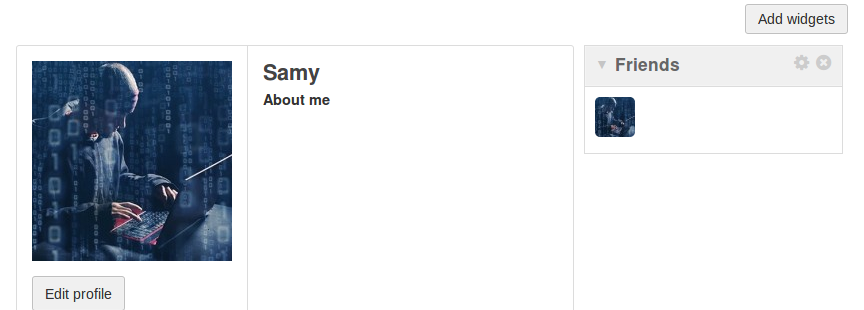 Add widgets
Samy
About me
Edit profile
Friends